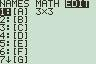 NAMES MATH EDIT
1:[A] 3×3
2:[B]
3:[C]
4:[D]
5:[E]
6:[F]
7↓[G]